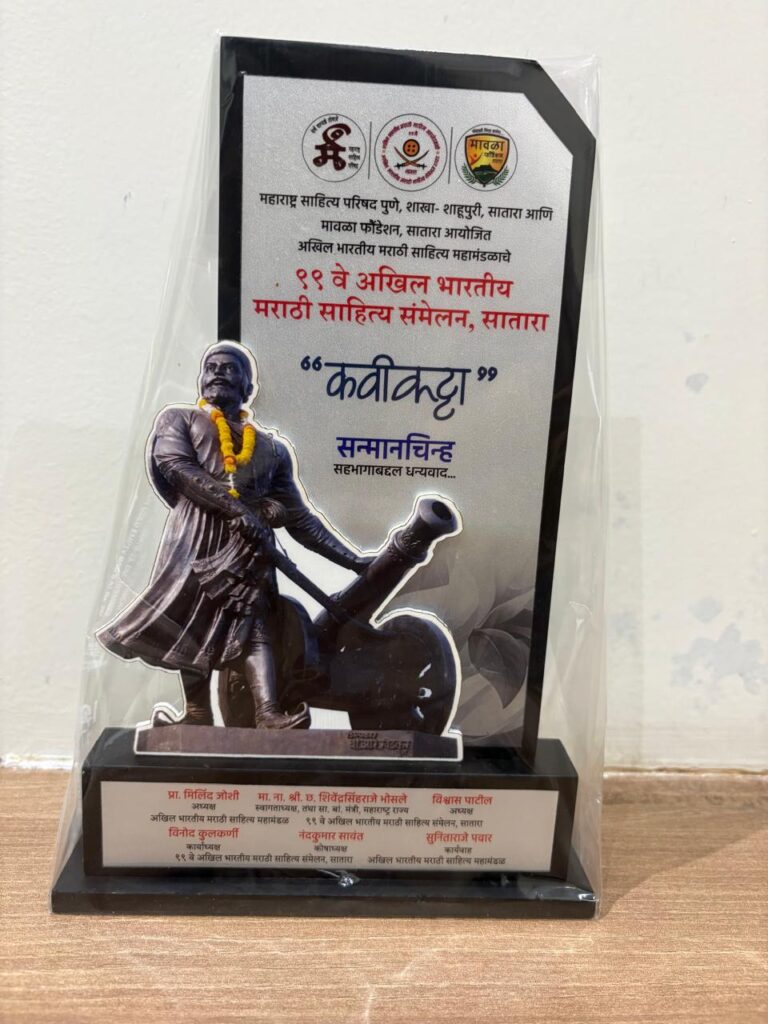 मावळा
फौंडेशन
महाराष्ट्र साहित्य परिषद पुणे, शाखा- शाहूपुरी, सातारा आणि
मावळा फौंडेशन, सातारा आयोजित
अखिल भारतीय मराठी साहित्य महामंडळाचे
९९ वे अखिल भारतीय
मराठी साहित्य संमेलन, सातारा
“कवीकट्टा”
सन्मानचिन्ह
सहभागाबद्दल धन्यवाद...
प्रा. मिलिंद जोशी मा. ना. श्री. छ. शिवेंद्रसिंहराजे भोसले विश्वास पाटील
अध्यक्ष स्वागताध्यक्ष, तथा सा. बां. मंत्री, महाराष्ट्र राज्य अध्यक्ष
अखिल भारतीय मराठी साहित्य महामंडळ ९९ वे अखिल भारतीय मराठी साहित्य संमेलन, सातारा
विनोद कुलकर्णी नंदकुमार सावंत सुनिताराजे पवार
कार्याध्यक्ष कोषाध्यक्ष कार्यवाह
९९ वे अखिल भारतीय मराठी साहित्य संमेलन, सातारा अखिल भारतीय मराठी साहित्य महामंडळ